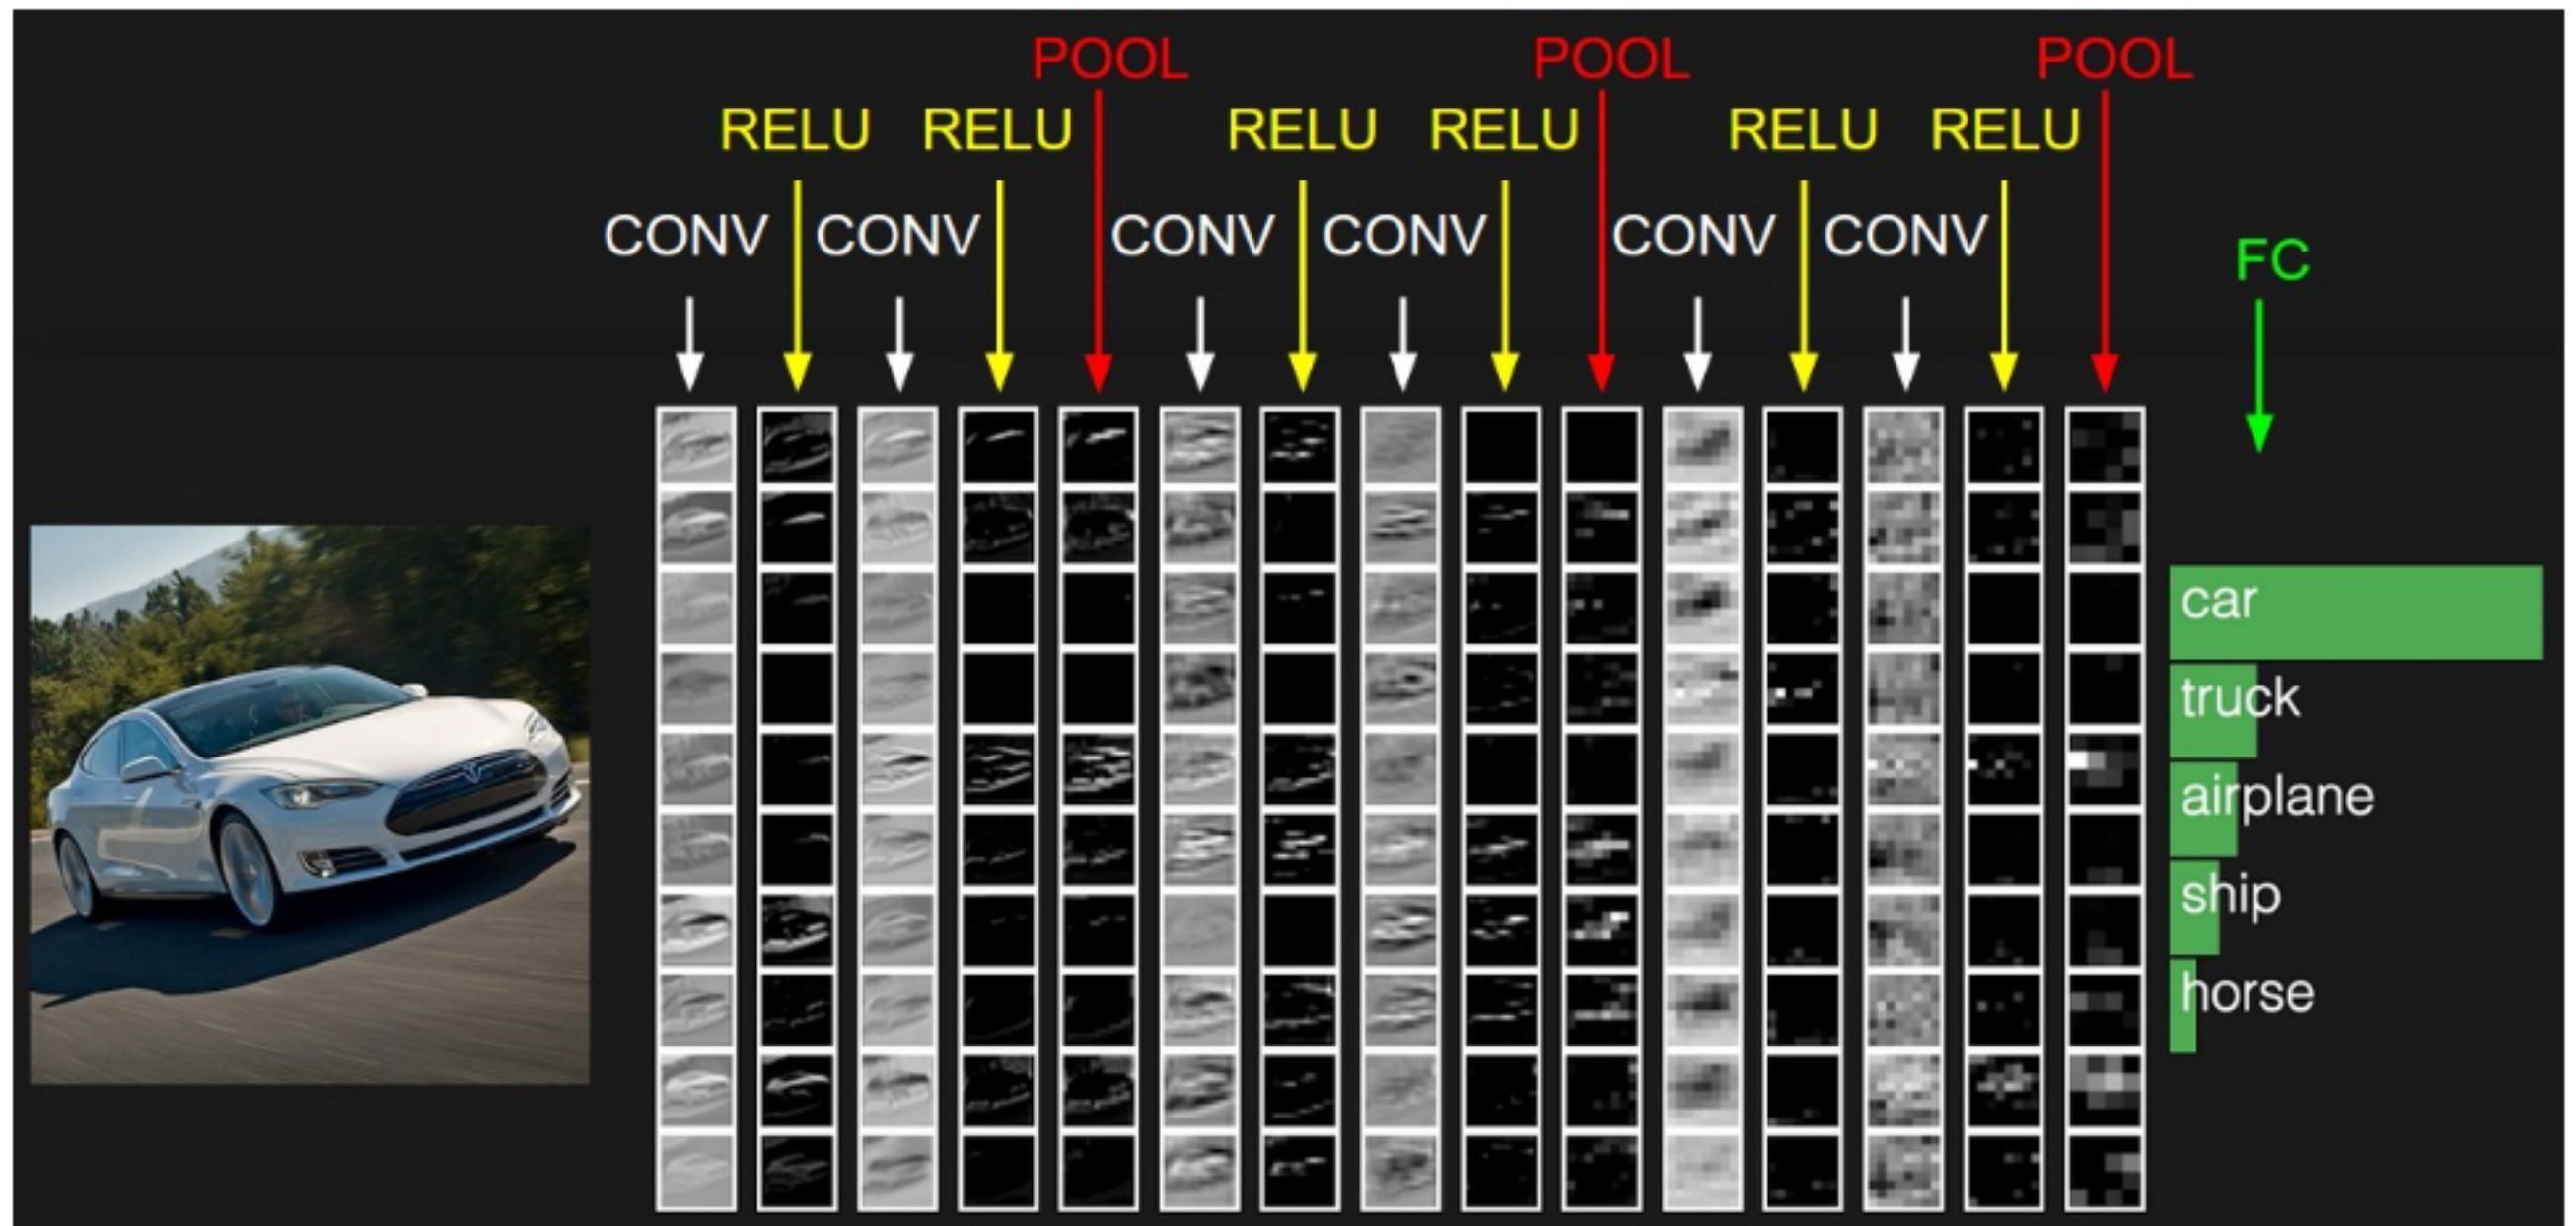 POOL POOL POOL
RELU RELU RELU RELU RELU RELU
CONV CONV CONV CONV CONV CONV
FC
car
truck
airplane
ship
horse